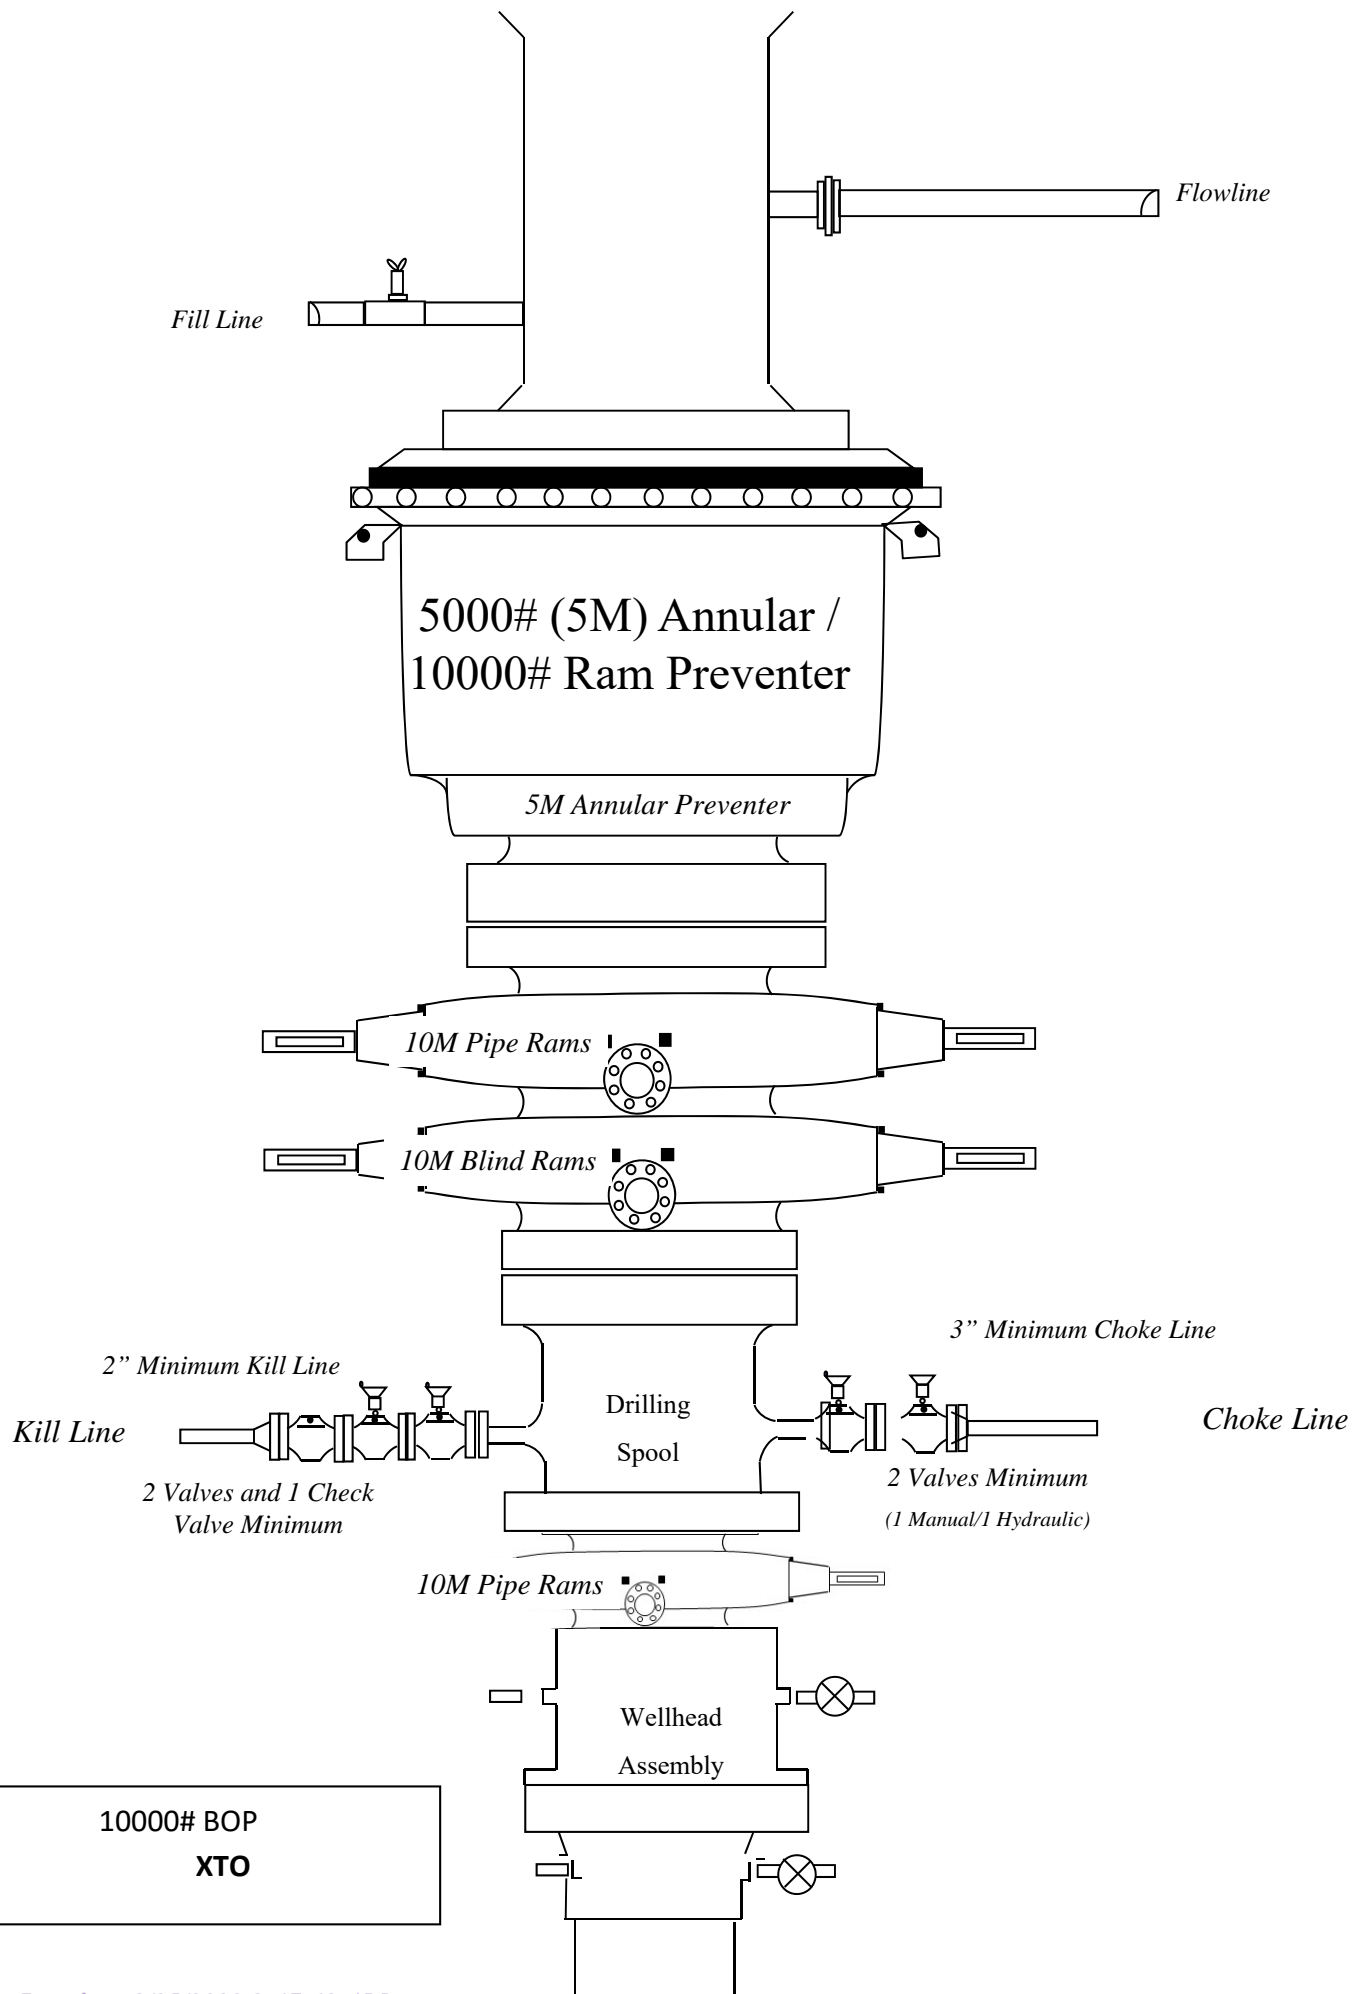 Flowline
Fill Line
5000# (5M) Annular /
10000# Ram Preventer
5M Annular Preventer
10M Pipe Rams
10M Blind Rams
3” Minimum Choke Line
2” Minimum Kill Line
Drilling
Spool
Kill Line
Choke Line
2 Valves and 1 Check
Valve Minimum
2 Valves Minimum
(1 Manual/1 Hydraulic)
10M Pipe Rams
Wellhead
Assembly
10000# BOP
XTO